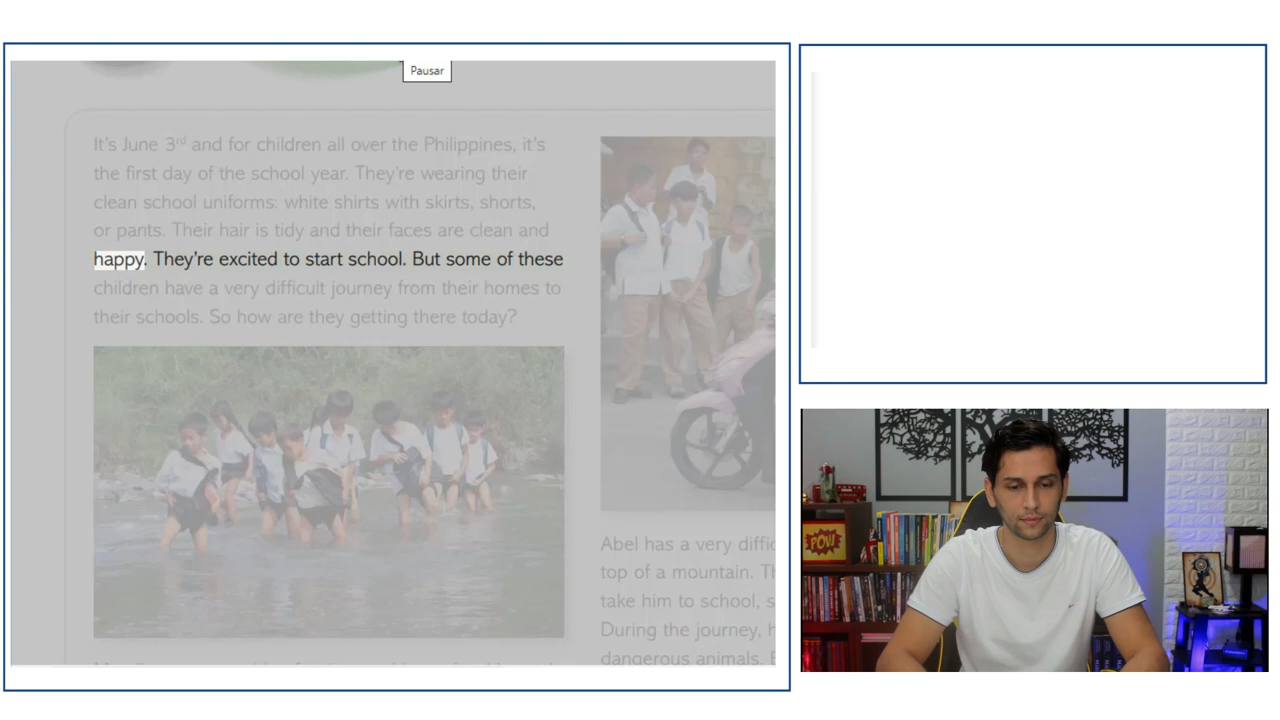 Pausar
It's June 3rd and for children all over the Philippines, it's
the first day of the school year. They're wearing their
clean school uniforms: white shirts with skirts, shorts,
or pants. Their hair is tidy and their faces are clean and
happy. They're excited to start school. But some of these
children have a very difficult journey from their homes to
their schools. So how are they getting there today?
Abel has a very diffic
top of a mountain. Th
take him to school, s
During the journey, h
dangerous animals. E
POW